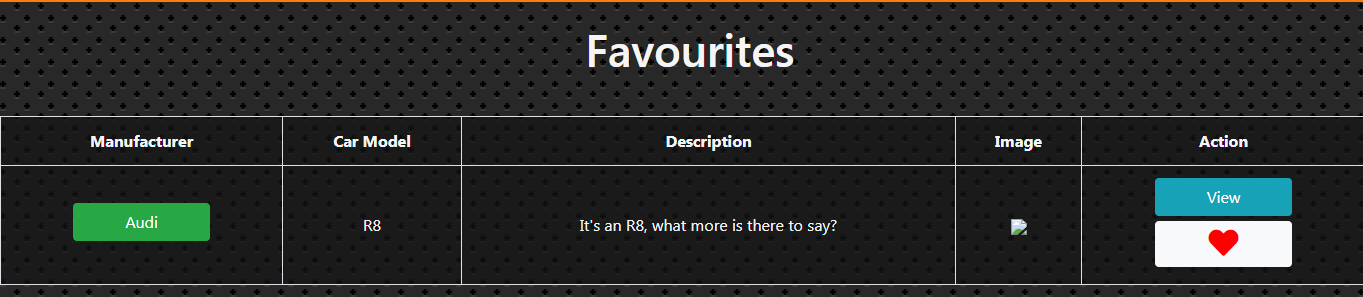 Favourites
Manufacturer Car Model Description Image Action
Audi R8 It's an R8, what more is there to say? View